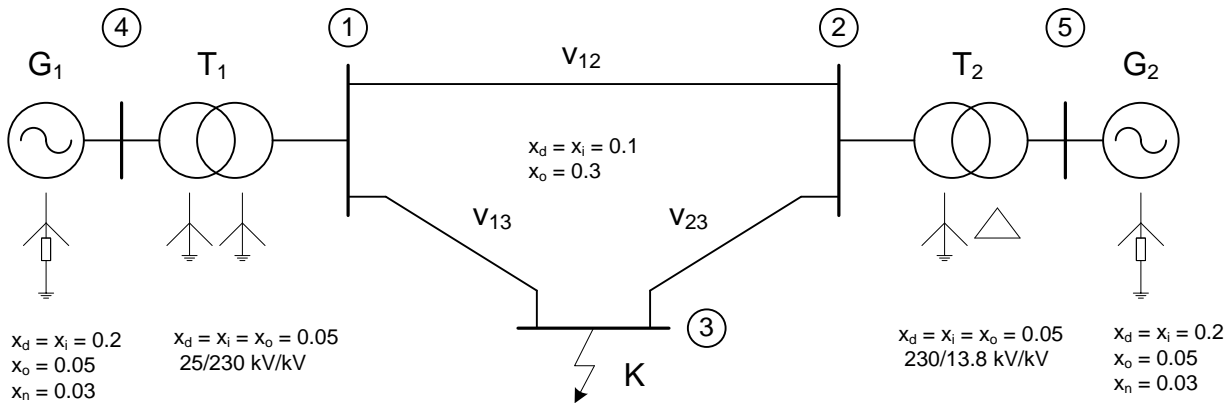 4
1
2
5
G1
T1
v12
T2
G2
xd = xi = 0.1
xo = 0.3
v13
v23
xd = xi = 0.2
xo = 0.05
xn = 0.03
xd = xi = xo = 0.05
25/230 kV/kV
3
K
xd = xi = xo = 0.05
230/13.8 kV/kV
xd = xi = 0.2
xo = 0.05
xn = 0.03